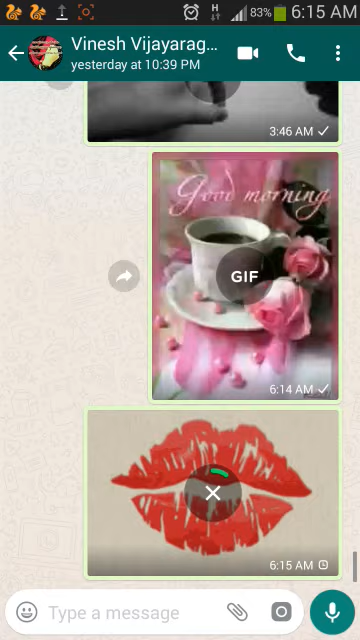 83% 6:15 AM
Vinesh Vijayarag...
yesterday at 10:39 PM
3:46 AM
Good morning
GIF
6:14 AM
6:15 AM
Type a message